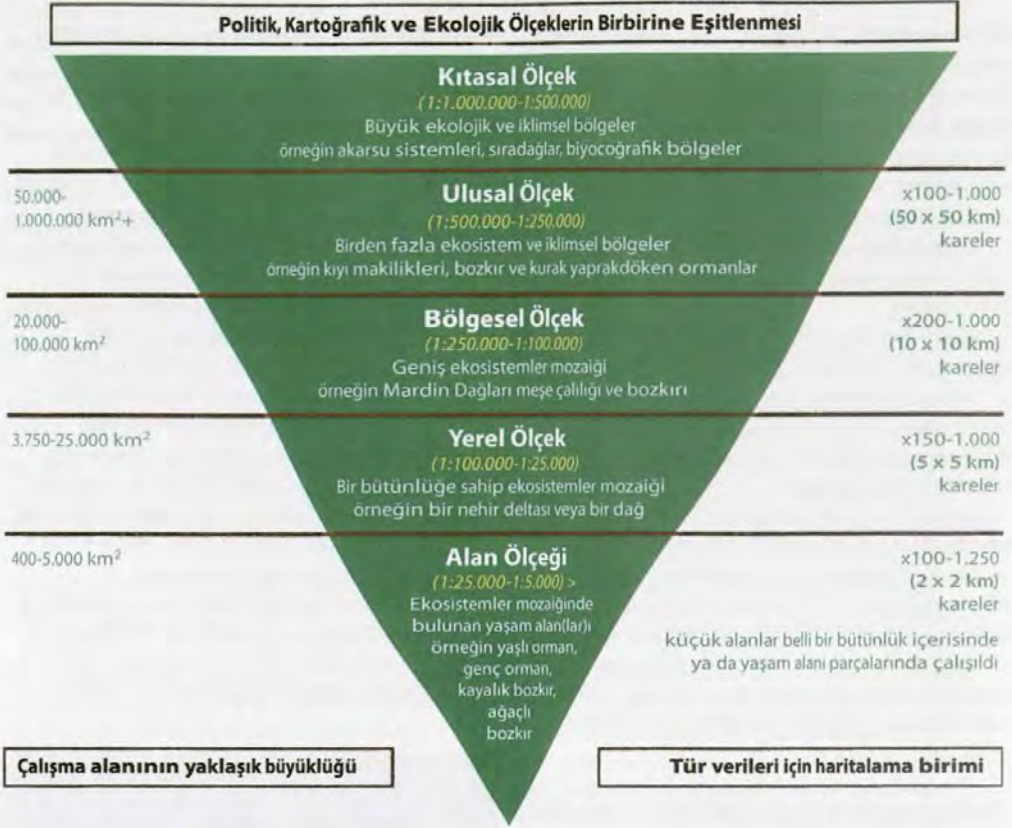 Politik, Kartoğrafik ve Ekolojik Ölçeklerin Birbirine Eşitlenmesi
Kıtasal Ölçek
(1:1.000.000-1:500.000)
Büyük ekolojik ve iklimsel bölgeler
örneğin akarsu sistemleri, sıradağlar, biyocoğrafik bölgeler
50.000-
1.000.000 km²+
Ulusal Ölçek
(1:500.000-1:250.000)
Birden fazla ekosistem ve iklimsel bölgeler
örneğin kıyı makilikleri, bozkır ve kurak yaprakdöken ormanlar
x100-1.000
(50 x 50 km)
kareler
20.000-
100.000 km²
Bölgesel Ölçek
(1:250.000-1:100.000)
Geniş ekosistemler mozaiği
örneğin Mardin Dağları meşe çalılığı ve bozkırı
x200-1.000
(10 x 10 km)
kareler
3.750-25.000 km²
Yerel Ölçek
(1:100.000-1:25.000)
Bir bütünlüğe sahip ekosistemler mozaiği
örneğin bir nehir deltası veya bir dağ
x150-1.000
(5 x 5 km)
kareler
400-5.000 km²
Alan Ölçeği
(1:25.000-1:5.000) >
Ekosistemler mozaiğinde
bulunan yaşam alan(lar)ı
örneğin yaşlı orman,
genç orman,
kayalık bozkır,
ağaçlı
bozkır
x100-1.250
(2 x 2 km)
kareler
küçük alanlar belli bir bütünlük içerisinde
ya da yaşam alanı parçalarında çalışıldı
Çalışma alanının yaklaşık büyüklüğü
Tür verileri için haritalama birimi